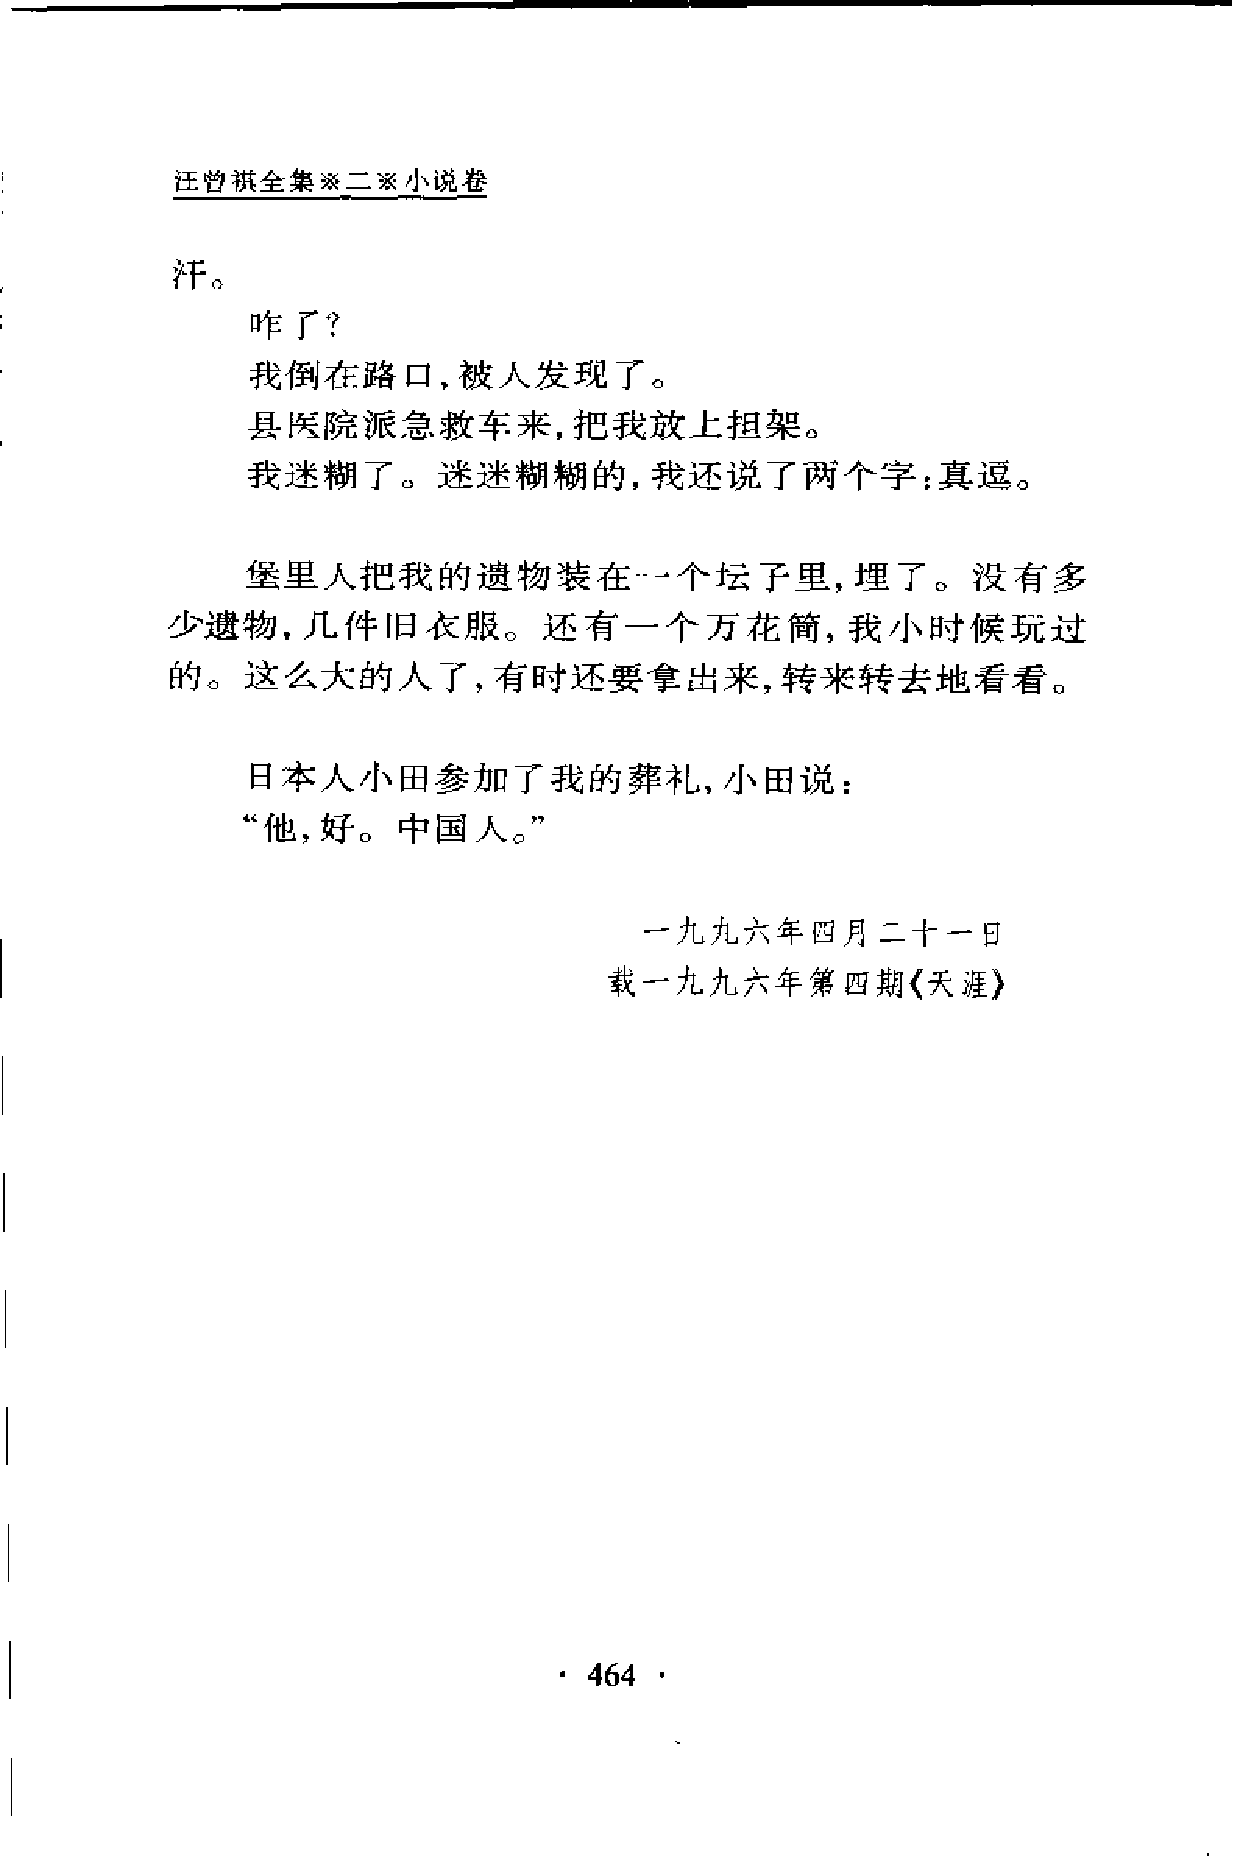 汪曾祺全集※二※小说卷
汗。
咋了？
我倒在路口，被人发现了。
县医院派急救车来，把我放上担架。
我迷糊了。迷迷糊糊的，我还说了两个字：真逗。
堡里人把我的遗物装在一个坛子里，埋了。没有多
少遗物，几件旧衣服。还有一个万花筒，我小时候玩过
的。这么大的人了，有时还要拿出来，转来转去地看看。
日本人小田参加了我的葬礼，小田说：
“他，好。中国人。”
一九九六年四月二十一日
载一九九六年第四期《天涯》
· 464 ·